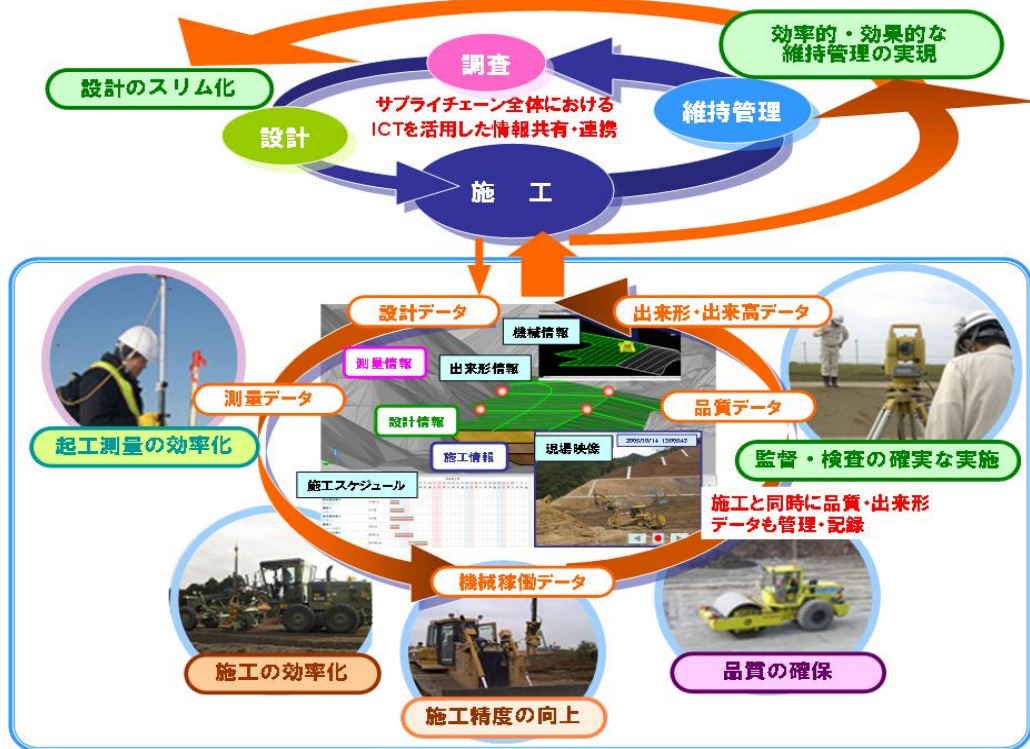 効率的・効果的な
維持管理の実現
調査
設計のスリム化
サプライチェーン全体における
ICTを活用した情報共有・連携
維持管理
設計
施 工
設計データ
出来形・出来高データ
機械情報
測量情報
出来形情報
測量データ
品質データ
設計情報
起工測量の効率化
施工情報
現場映像
監督・検査の確実な実施
施工スケジュール
施工と同時に品質・出来形
データも管理・記録
機械稼働データ
施工の効率化
品質の確保
施工精度の向上